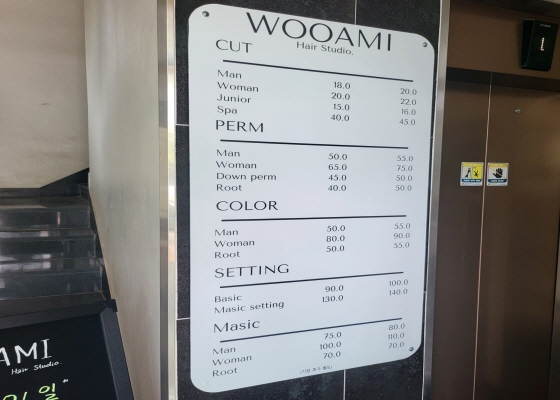 WOOAMI
Hair Studio.
CUT
Man 18.0 20.0
Woman 20.0 22.0
Junior 15.0 16.0
Spa 40.0 45.0
PERM
Man 50.0 55.0
Woman 65.0 75.0
Down perm 45.0 50.0
Root 40.0 50.0
COLOR
Man 50.0 55.0
Woman 80.0 90.0
Root 50.0 55.0
SETTING
Basic 90.0 100.0
Masic setting 130.0 140.0
Masic
Man 75.0 80.0
Woman 100.0 110.0
Root 70.0 70.0
AMI
Hair Studio.